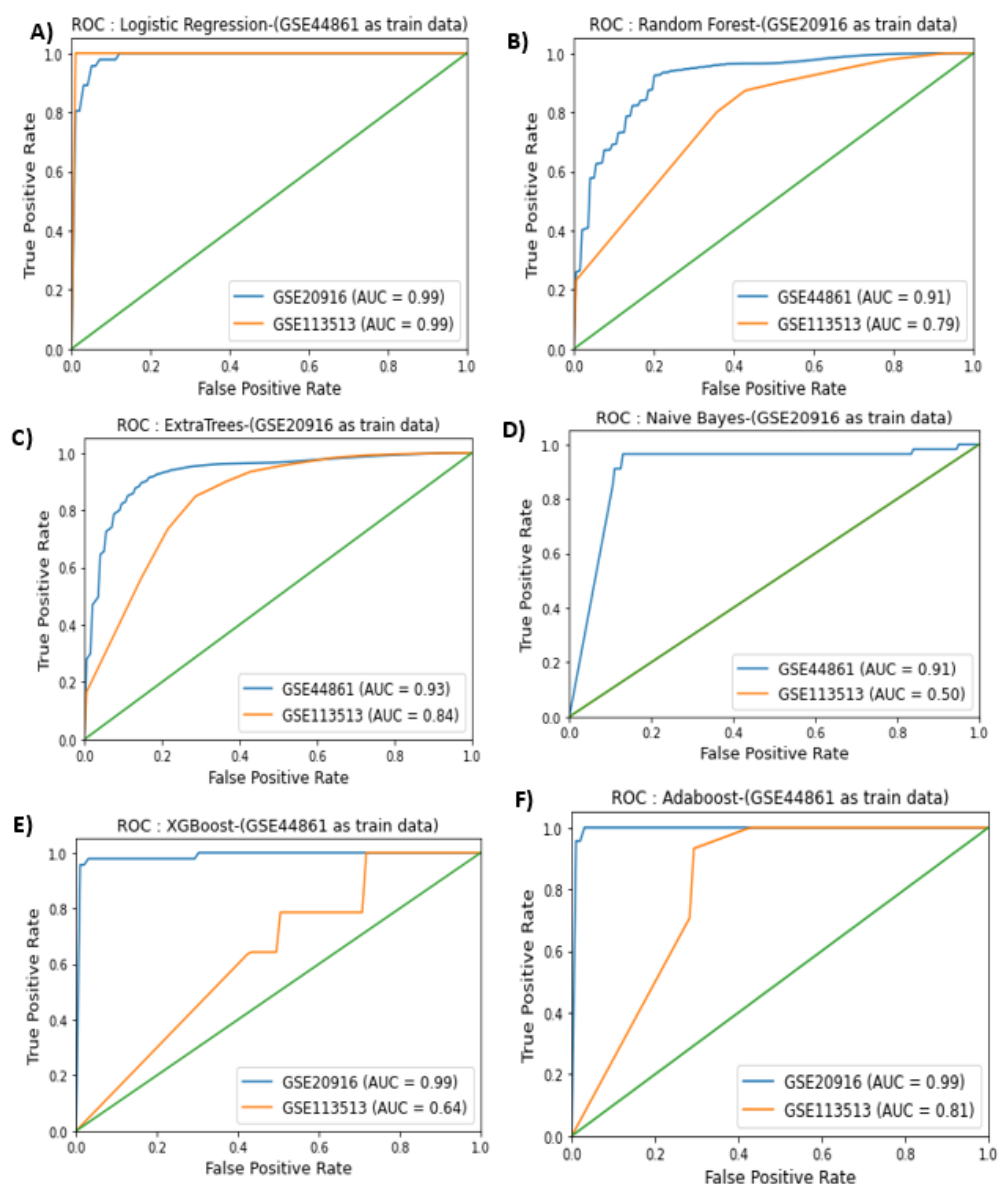 A)
ROC : Logistic Regression-(GSE44861 as train data)
True Positive Rate
1.0
0.8
0.6
0.4
0.2
0.0
GSE20916 (AUC = 0.99)
GSE113513 (AUC = 0.99)
0.0 0.2 0.4 0.6 0.8 1.0
False Positive Rate
B)
ROC : Random Forest-(GSE20916 as train data)
True Positive Rate
1.0
0.8
0.6
0.4
0.2
0.0
GSE44861 (AUC = 0.91)
GSE113513 (AUC = 0.79)
0.0 0.2 0.4 0.6 0.8 1.0
False Positive Rate
C)
ROC : ExtraTrees-(GSE20916 as train data)
True Positive Rate
1.0
0.8
0.6
0.4
0.2
0.0
GSE44861 (AUC = 0.93)
GSE113513 (AUC = 0.84)
0.0 0.2 0.4 0.6 0.8 1.0
False Positive Rate
D)
ROC : Naive Bayes-(GSE20916 as train data)
True Positive Rate
1.0
0.8
0.6
0.4
0.2
0.0
GSE44861 (AUC = 0.91)
GSE113513 (AUC = 0.50)
0.0 0.2 0.4 0.6 0.8 1.0
False Positive Rate
E)
ROC : XGBoost-(GSE44861 as train data)
True Positive Rate
1.0
0.8
0.6
0.4
0.2
0.0
GSE20916 (AUC = 0.99)
GSE113513 (AUC = 0.64)
0.0 0.2 0.4 0.6 0.8 1.0
False Positive Rate
F)
ROC : Adaboost-(GSE44861 as train data)
True Positive Rate
1.0
0.8
0.6
0.4
0.2
0.0
GSE20916 (AUC = 0.99)
GSE113513 (AUC = 0.81)
0.0 0.2 0.4 0.6 0.8 1.0
False Positive Rate